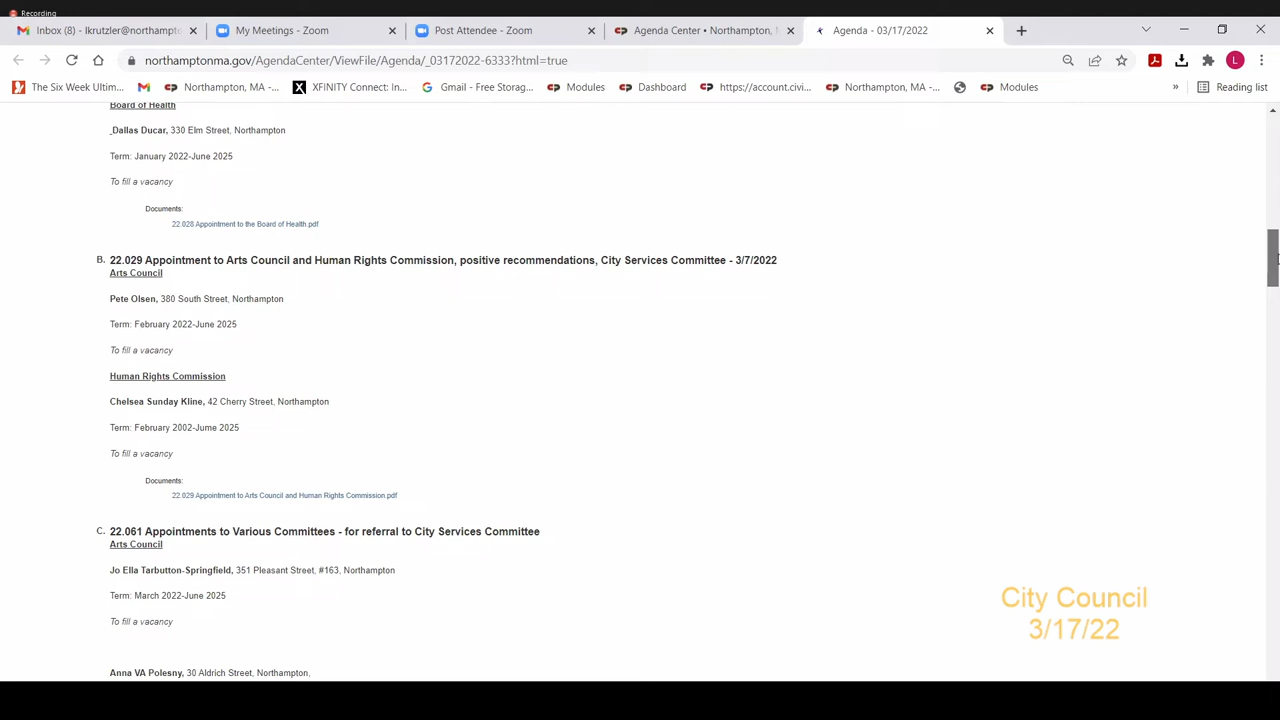 Recording
Inbox (8) - lkrutzler@northampto
My Meetings - Zoom
Post Attendee - Zoom
Agenda Center • Northampton, M
Agenda - 03/17/2022
northamptonma.gov/AgendaCenter/ViewFile/Agenda/_03172022-6333?html=true
L
The Six Week Ultim...
Northampton, MA -...
XFINITY Connect: In...
Gmail - Free Storag...
Modules
Dashboard
https://account.civi...
Northampton, MA -...
Modules
»
Reading list
Board of Health
Dallas Ducar, 330 Elm Street, Northampton
Term: January 2022-June 2025
To fill a vacancy
Documents:
22.028 Appointment to the Board of Health.pdf
B. 22.029 Appointment to Arts Council and Human Rights Commission, positive recommendations, City Services Committee - 3/7/2022
Arts Council
Pete Olsen, 380 South Street, Northampton
Term: February 2022-June 2025
To fill a vacancy
Human Rights Commission
Chelsea Sunday Kline, 42 Cherry Street, Northampton
Term: February 2002-Jume 2025
To fill a vacancy
Documents:
22.029 Appointment to Arts Council and Human Rights Commission.pdf
C. 22.061 Appointments to Various Committees - for referral to City Services Committee
Arts Council
Jo Ella Tarbutton-Springfield, 351 Pleasant Street, #163, Northampton
Term: March 2022-June 2025
To fill a vacancy
Anna VA Polesny, 30 Aldrich Street, Northampton,
City Council
3/17/22